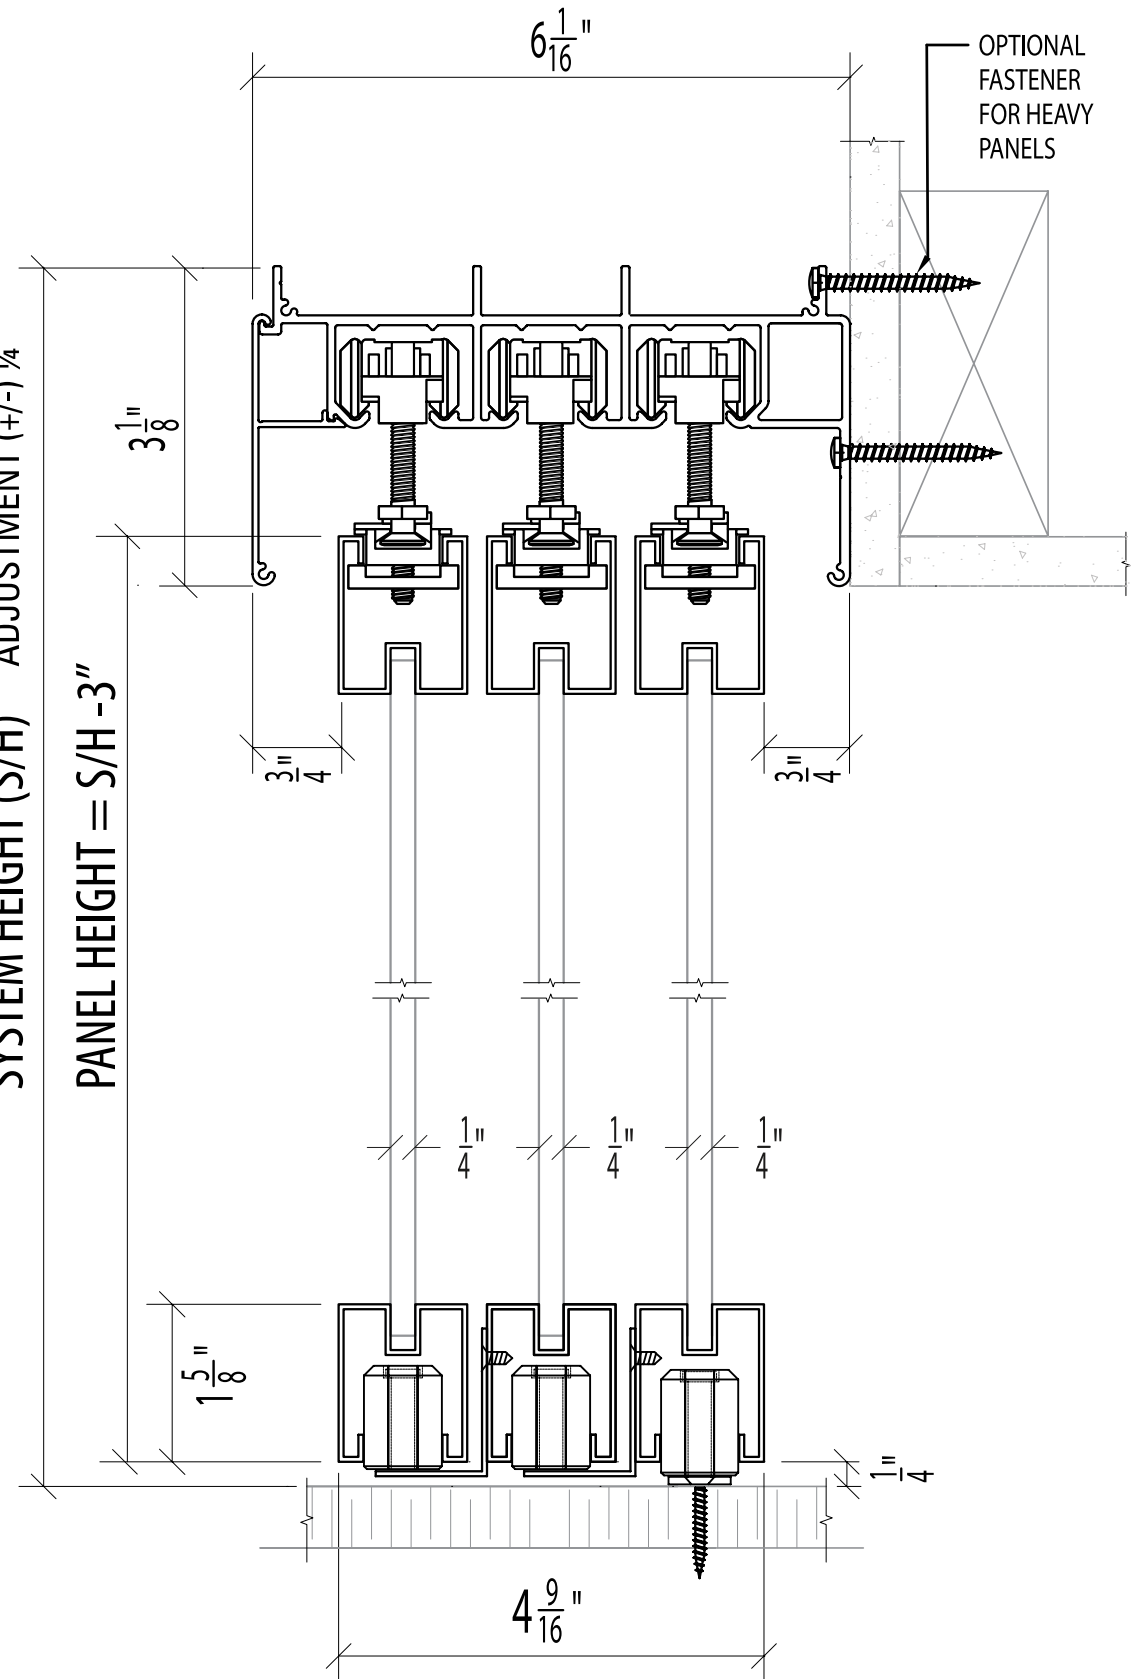 6 1/16"
OPTIONAL
FASTENER
FOR HEAVY
PANELS
SYSTEM HEIGHT (S/H) ADJUSTMENT (+/-) ¼
PANEL HEIGHT = S/H -3”
3 1/8"
3/4"
3/4"
1/4"
1/4"
1/4"
1 5/8"
1/4"
4 9/16"